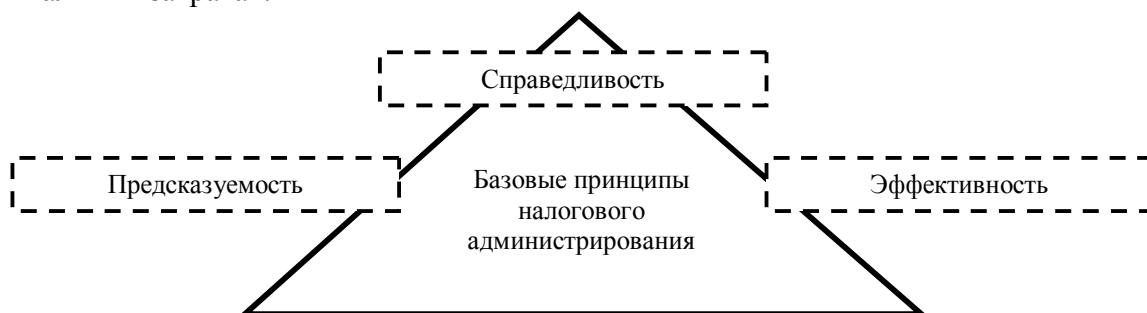 Справедливость
Предсказуемость
Базовые принципы
налогового
администрирования
Эффективность